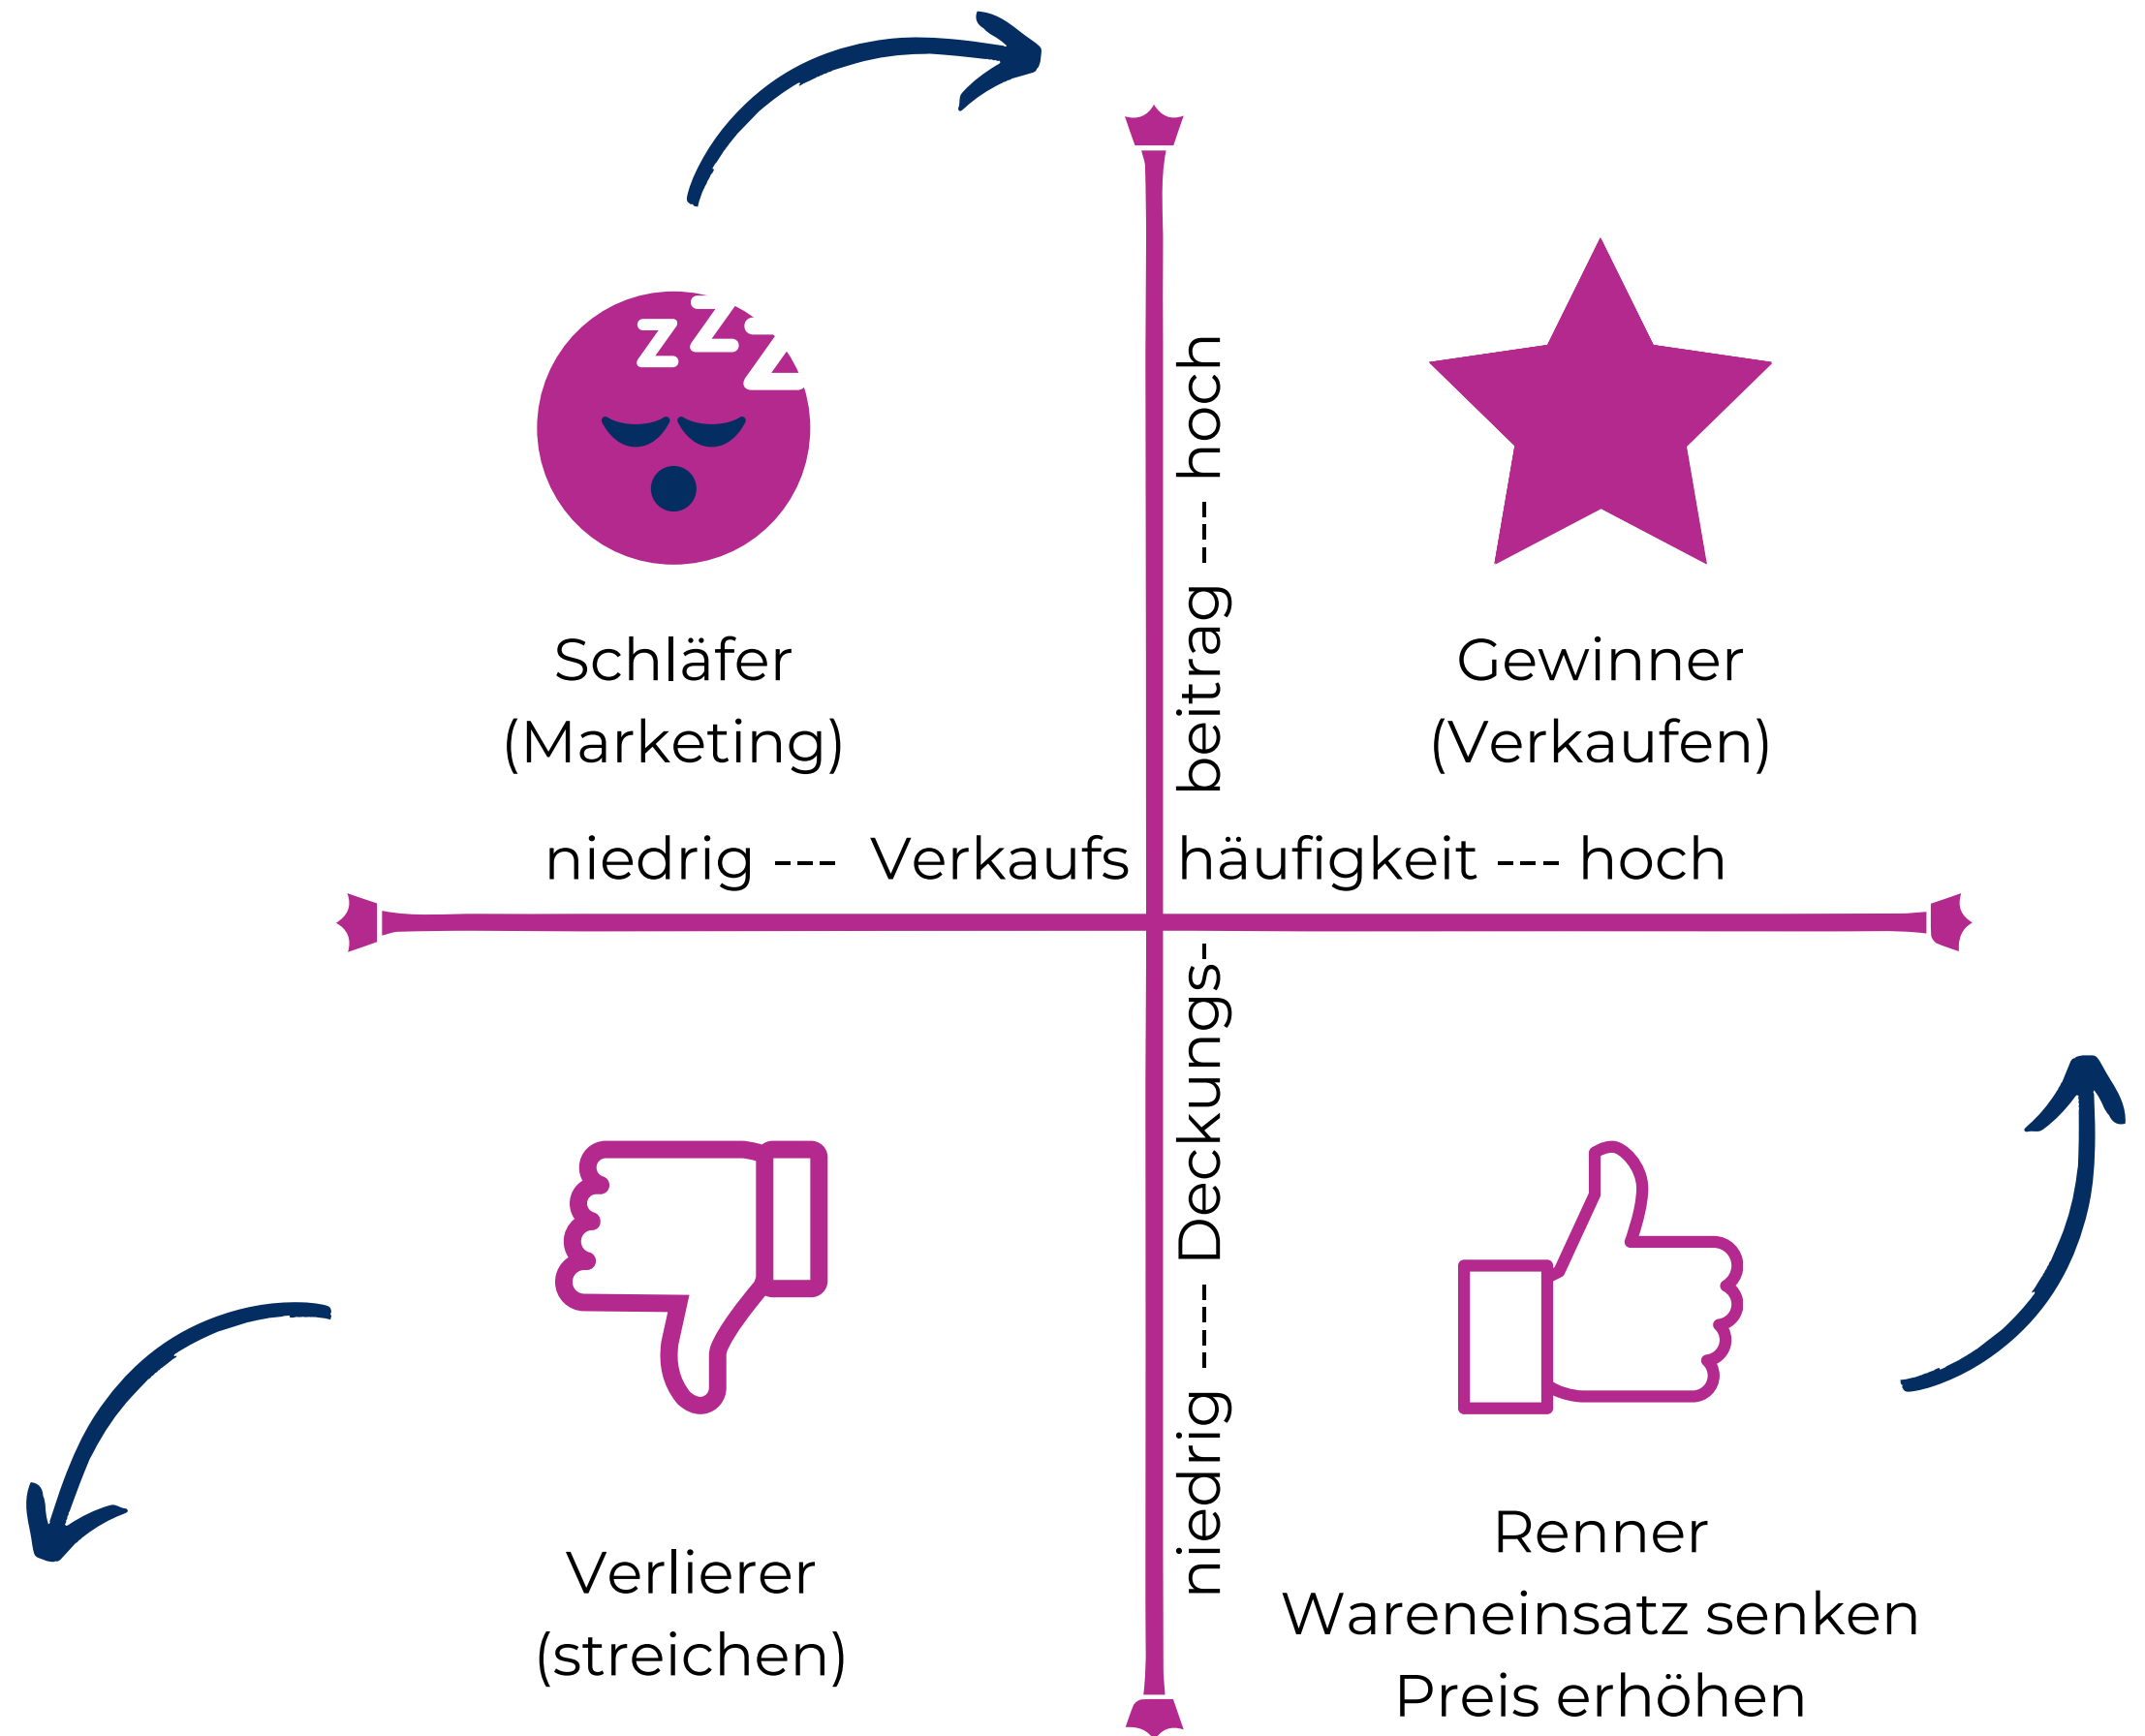 z z z
Schläfer
(Marketing)
Gewinner
(Verkaufen)
niedrig --- Verkaufs häufigkeit --- hoch
niedrig ---- Deckungs- beitrag --- hoch
Verlierer
(streichen)
Renner
Wareneinsatz senken
Preis erhöhen